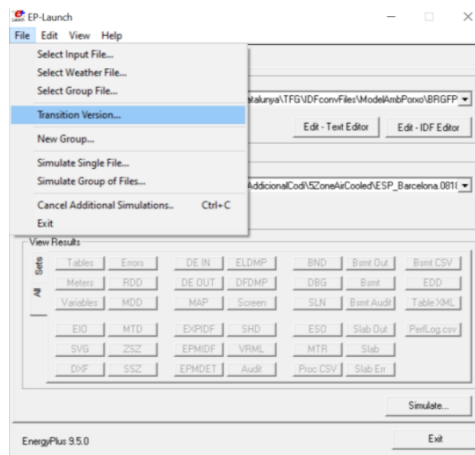 EP-Launch
File Edit View Help
Select Input File...
Select Weather File...
Select Group File...
Transition Version...
New Group...
Simulate Single File...
Simulate Group of Files...
Cancel Additional Simulations.. Ctrl+C
Exit
atalunya\TFG\IDFconvFiles\ModelAmbPorxo\BRGFP
Edit - Text Editor Edit - IDF Editor
AddicionalCodi\5ZoneAirCooled\ESP_Barcelona.0818
View Results
Sets
All
Tables Errors DE IN ELDMP BND Bsmt Out Bsmt CSV
Meters RDD DE OUT DFDMP DBG Bsmt EDD
Variables MDD MAP Screen SLN Bsmt Audit Table XML
EIO MTD EXPIDF SHD ESO Slab Out PerfLog.csv
SVG ZSZ EPMIDF VRML MTR Slab
DXF SSZ EPMDET Audit Proc CSV Slab Err
Simulate...
EnergyPlus 9.5.0 Exit